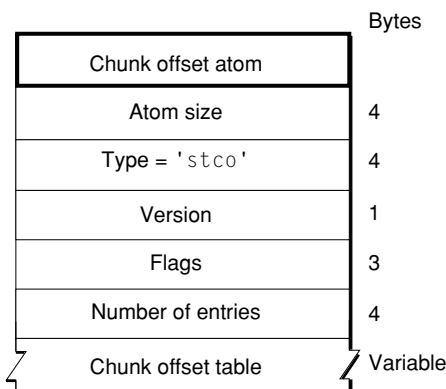 Bytes
Chunk offset atom
Atom size 4
Type = 'stco' 4
Version 1
Flags 3
Number of entries 4
Chunk offset table Variable